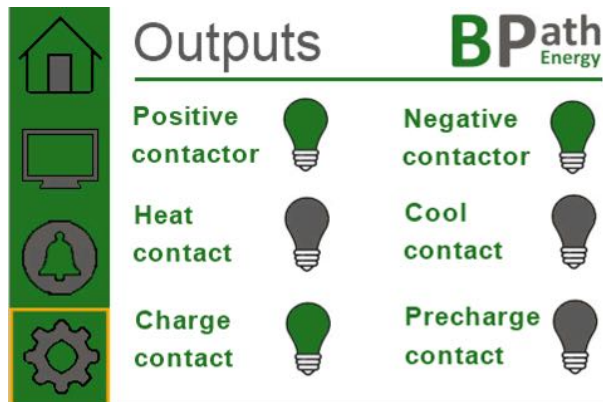 Outputs
BPath
Energy
Positive
contactor
Negative
contactor
Heat
contact
Cool
contact
Charge
contact
Precharge
contact